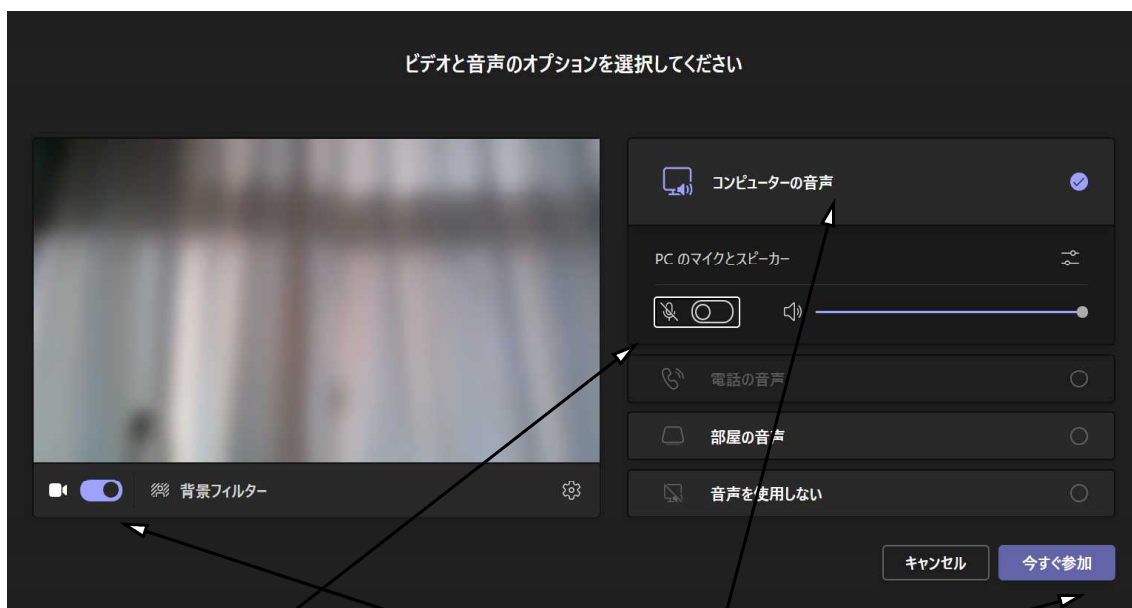 ビデオと音声のオプションを選択してください
コンピューターの音声
PC のマイクとスピーカー
電話の音声
部屋の音声
背景フィルター
音声を使用しない
キャンセル
今すぐ参加